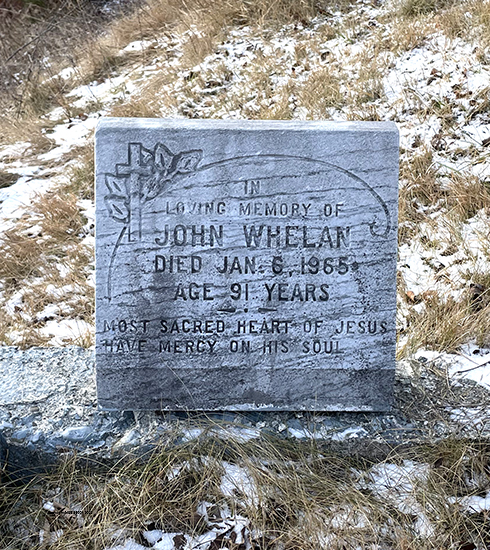 IN
LOVING MEMORY OF
JOHN WHELAN
DIED JAN. 6, 1965
AGE 91 YEARS
MOST SACRED HEART OF JESUS
HAVE MERCY ON HIS SOUL